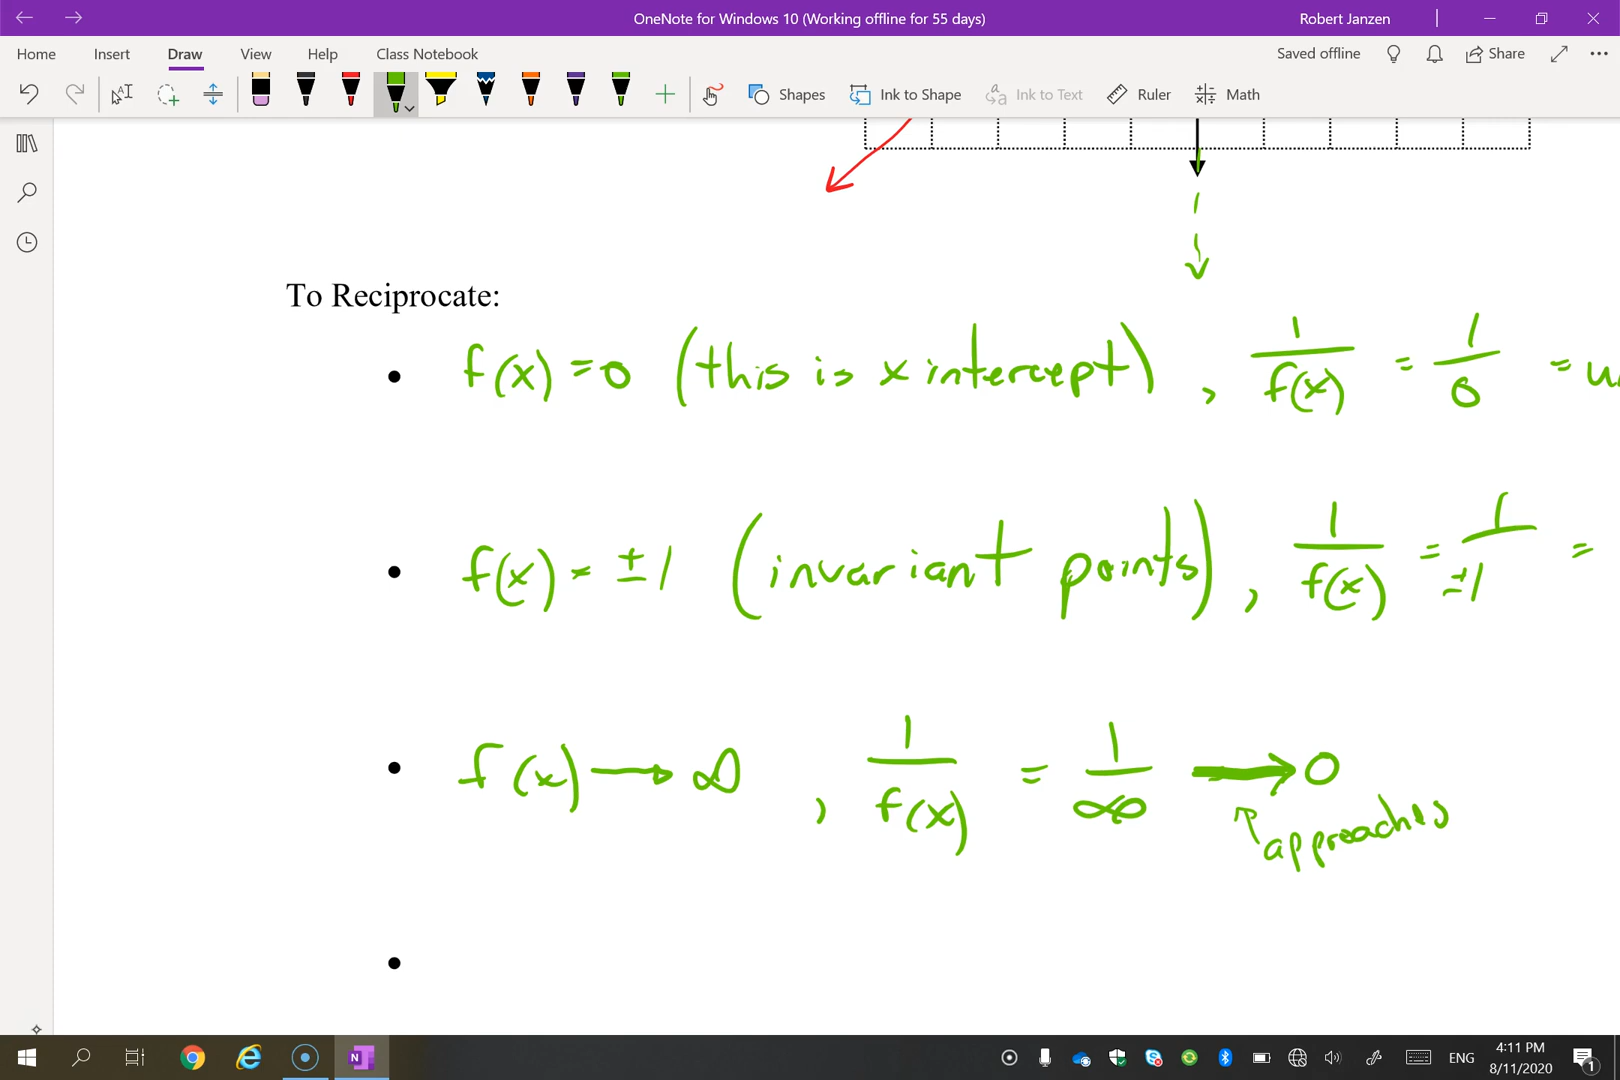 OneNote for Windows 10 (Working offline for 55 days)
Robert Janzen
Home Insert Draw View Help Class Notebook
Saved offline Share
Shapes Ink to Shape Ink to Text Ruler Math
To Reciprocate:
• f(x) = 0 (this is x intercept), 1/f(x) = 1/0 = u
• f(x) = ±1 (invariant points), 1/f(x) = 1/±1 =
• f(x) → ∞, 1/f(x) = 1/∞ → 0
approaches
•
ENG
4:11 PM
8/11/2020
1